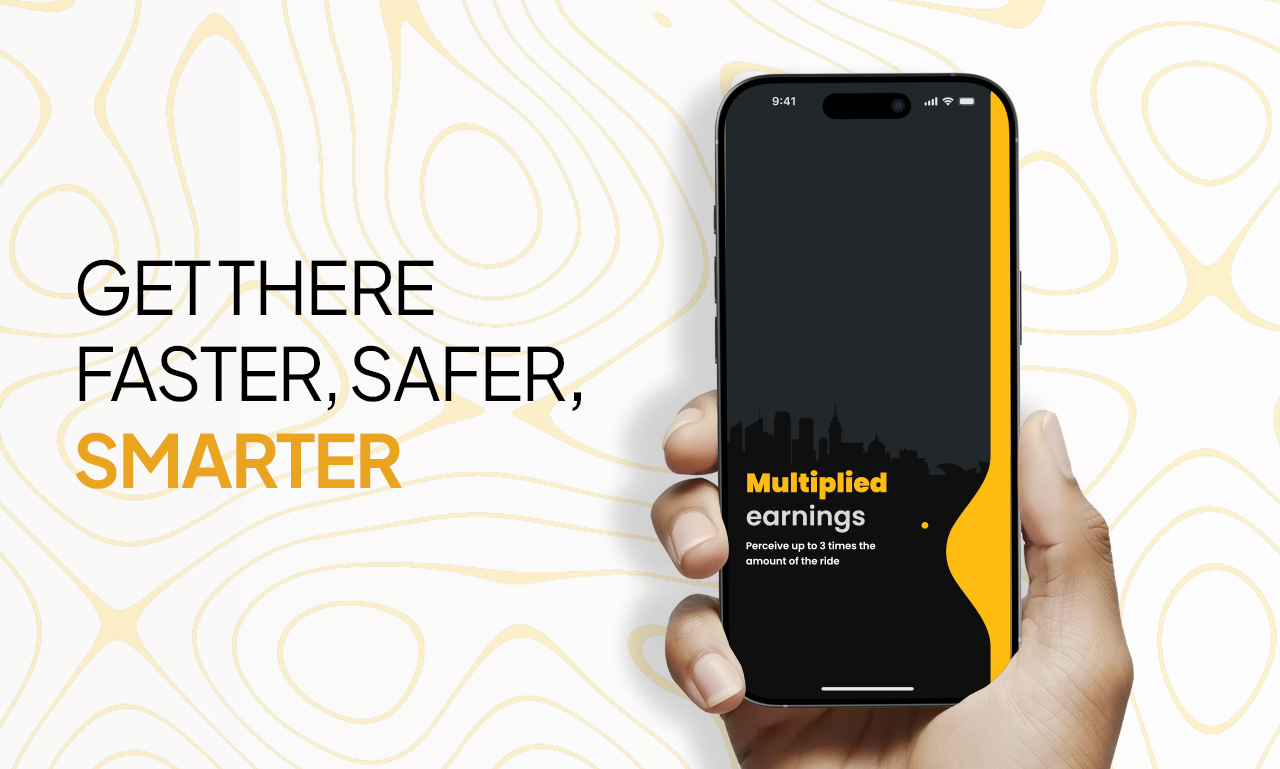 GET THERE
FASTER, SAFER,
SMARTER
9:41
Multiplied
earnings
Perceive up to 3 times the
amount of the ride